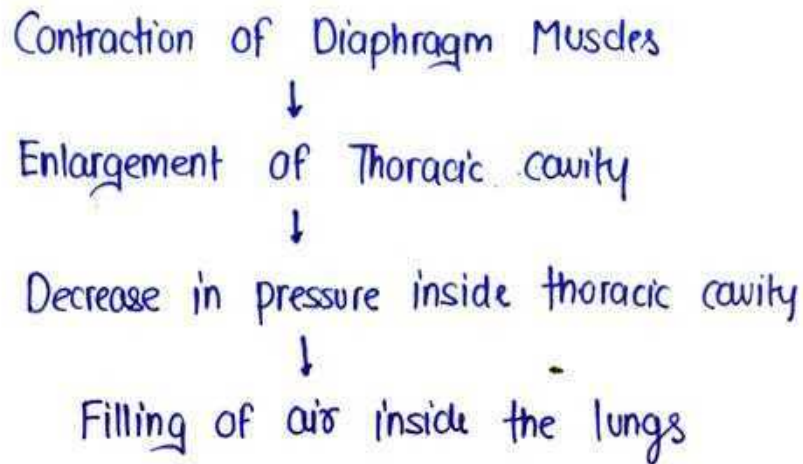 Contraction of Diaphragm Muscles
↓
Enlargement of Thoracic cavity
↓
Decrease in pressure inside thoracic cavity
↓
Filling of air inside the lungs